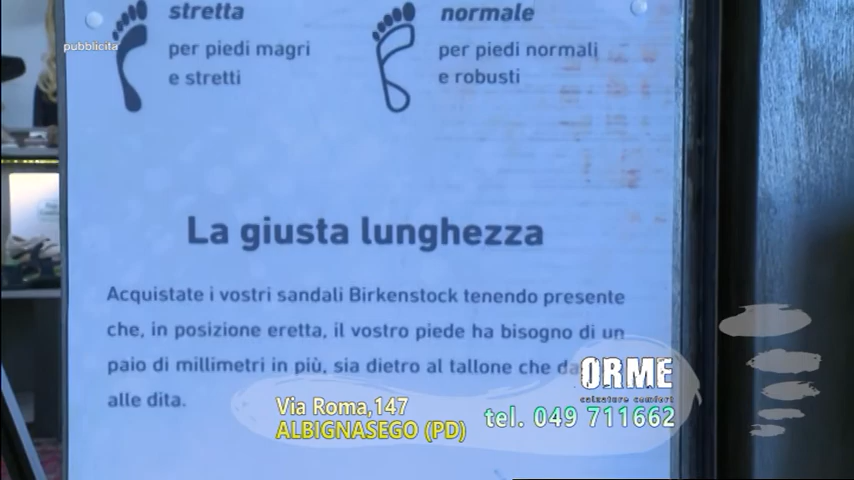 stretta
normale
pubblicità
per piedi magri
e stretti
per piedi normali
e robusti
La giusta lunghezza
Acquistate i vostri sandali Birkenstock tenendo presente
che, in posizione eretta, il vostro piede ha bisogno di un
paio di millimetri in più, sia dietro al tallone che
alle dita.
ORME
calzature comfort
Via Roma,147
ALBIGNASEGO (PD)
tel. 049 711662